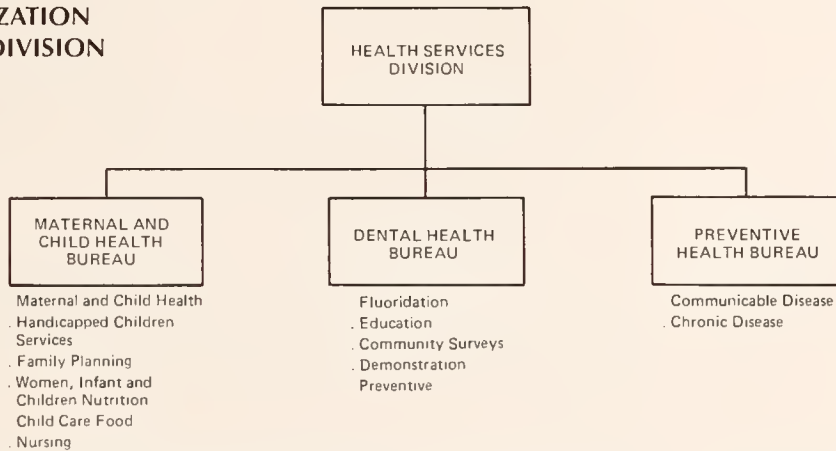 ZATION
DIVISION
HEALTH SERVICES
DIVISION
MATERNAL AND
CHILD HEALTH
BUREAU
Maternal and Child Health
. Handicapped Children
Services
. Family Planning
. Women, Infant and
Children Nutrition
Child Care Food
. Nursing
DENTAL HEALTH
BUREAU
Fluoridation
. Education
. Community Surveys
. Demonstration
Preventive
PREVENTIVE
HEALTH BUREAU
Communicable Disease
. Chronic Disease